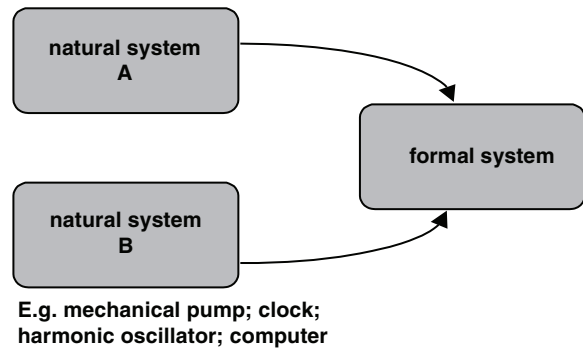 natural system
A
formal system
natural system
B
E.g. mechanical pump; clock;
harmonic oscillator; computer